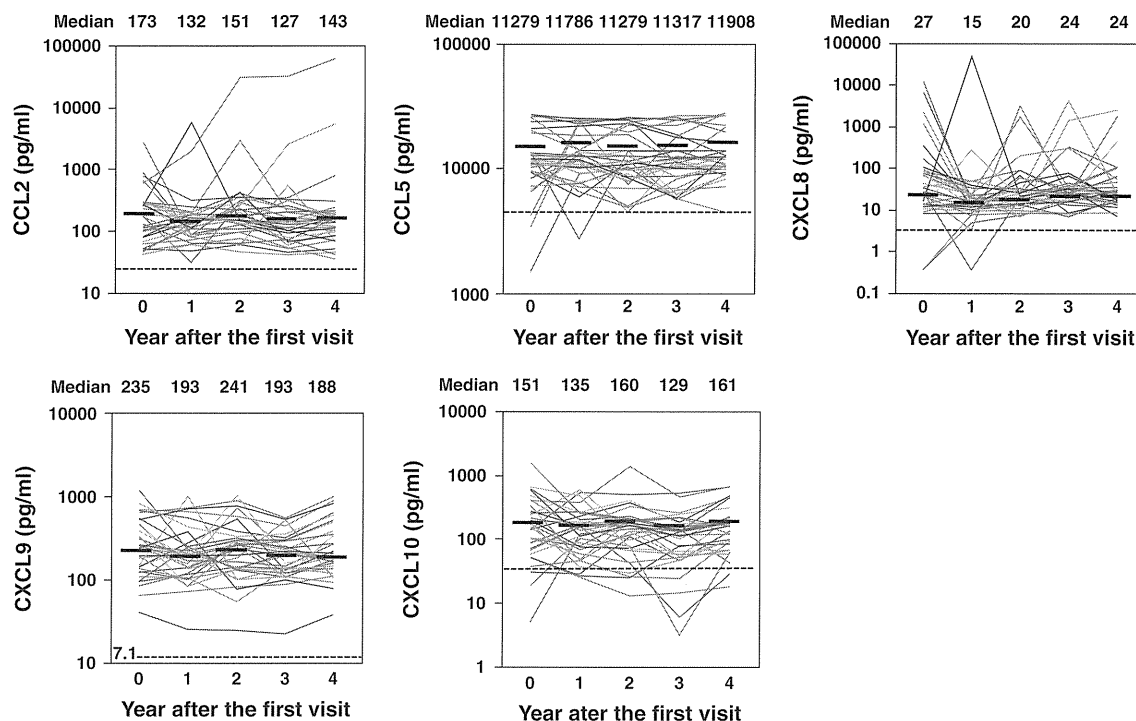 Median 173 132 151 127 143
100000
10000
1000
100
10
CCL2 (pg/ml)
0 1 2 3 4
Year after the first visit
Median 11279 11786 11279 11317 11908
100000
10000
1000
CCL5 (pg/ml)
0 1 2 3 4
Year after the first visit
Median 27 15 20 24 24
100000
10000
1000
100
10
1
0.1
CXCL8 (pg/ml)
0 1 2 3 4
Year after the first visit
Median 235 193 241 193 188
10000
1000
100
10
7.1
CXCL9 (pg/ml)
0 1 2 3 4
Year after the first visit
Median 151 135 160 129 161
10000
1000
100
10
1
CXCL10 (pg/ml)
0 1 2 3 4
Year ater the first visit